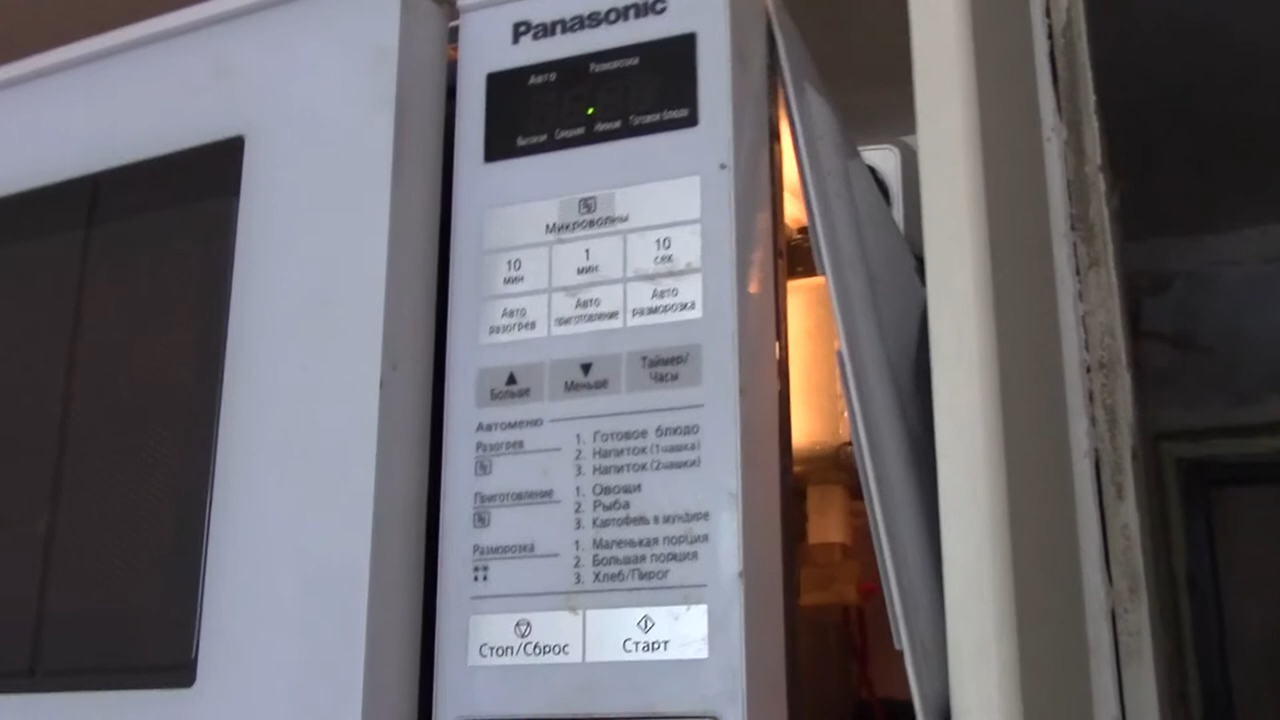 Panasonic
Авто Разморозка
Высокая Средняя Низкая Готовое блюдо
Микроволны
10 мин
1 мин
10 сек
Авто разогрев
Авто приготовление
Авто разморозка
Больше
Меньше
Таймер/Часы
Автоменю
Разогрев
1. Готовое блюдо
2. Напиток (1чашка)
3. Напиток (2чашки)
Приготовление
1. Овощи
2. Рыба
3. Картофель в мундире
Разморозка
1. Маленькая порция
2. Большая порция
3. Хлеб/Пирог
Стоп/Сброс
Старт